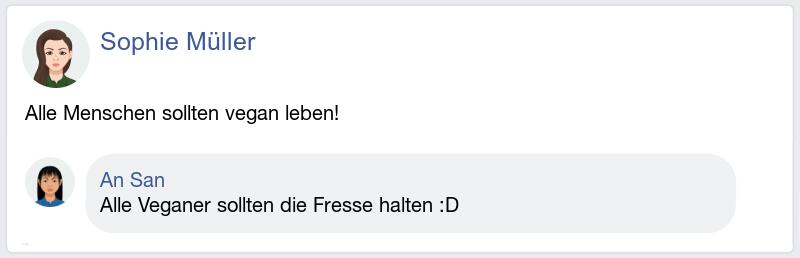 Sophie Müller
Alle Menschen sollten vegan leben!
An San
Alle Veganer sollten die Fresse halten :D